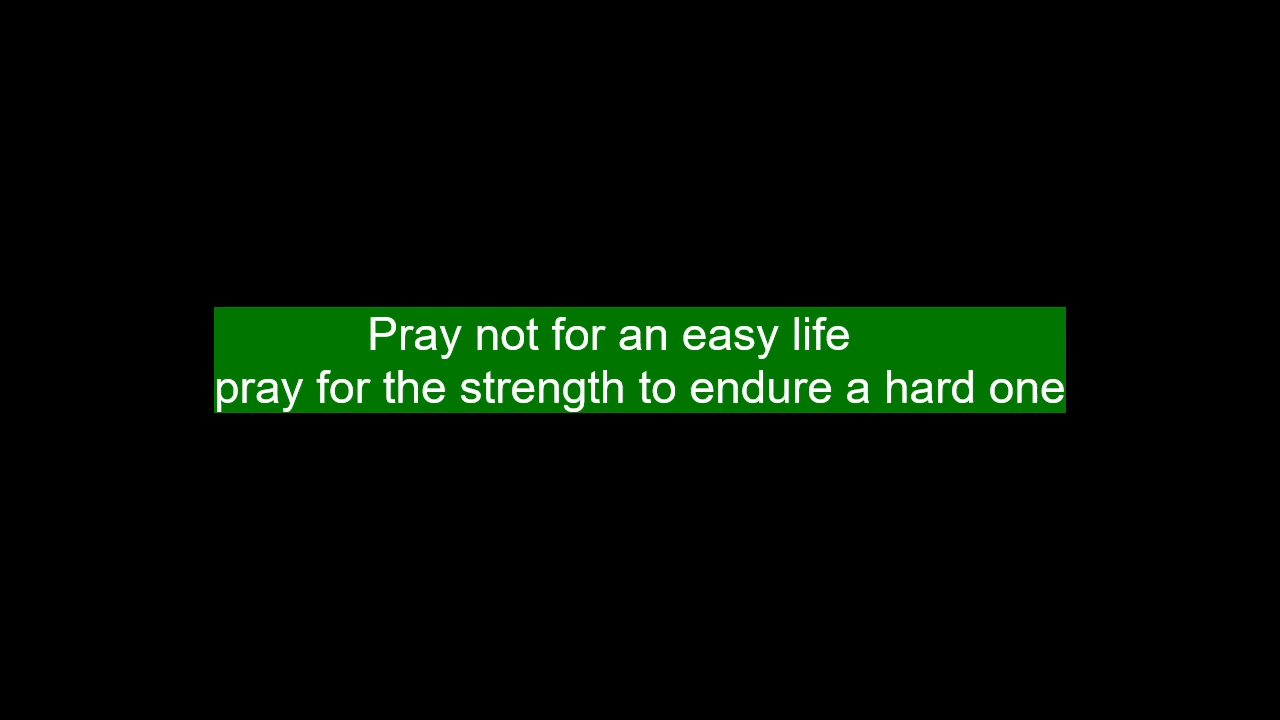 Pray not for an easy life
pray for the strength to endure a hard one